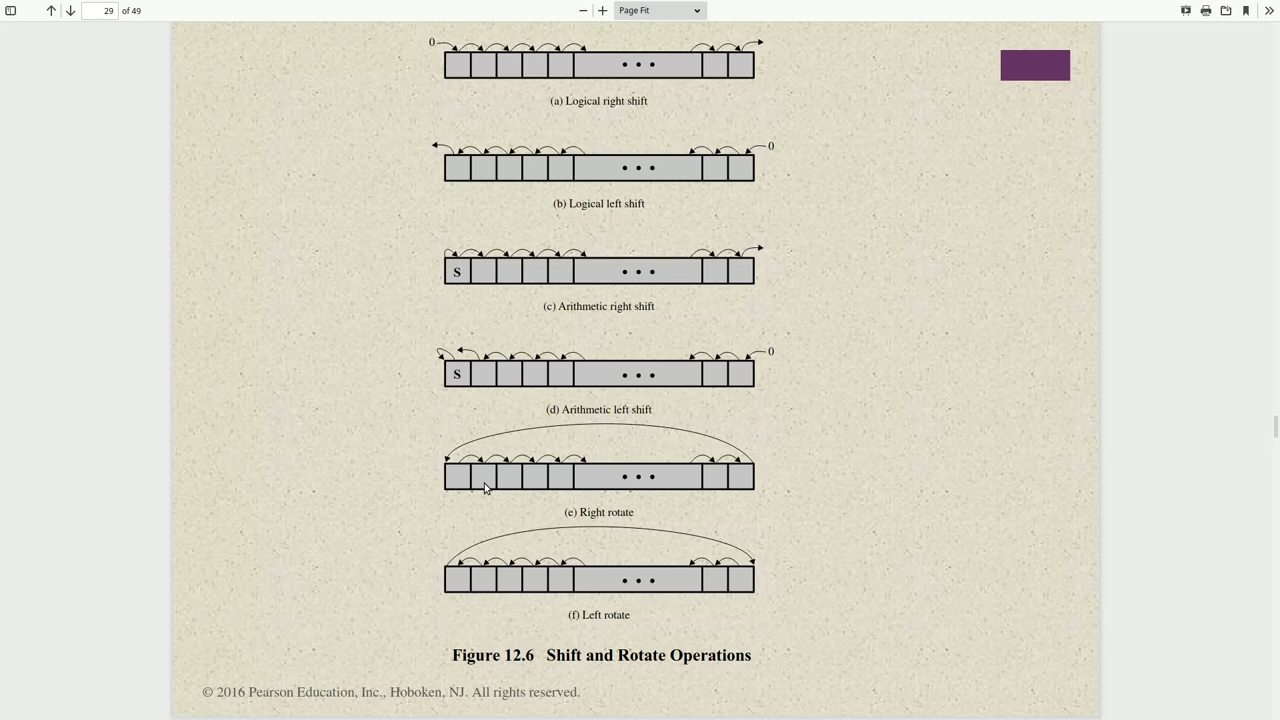 29 of 49 Page Fit
0
(a) Logical right shift
0
(b) Logical left shift
S
(c) Arithmetic right shift
0
S
(d) Arithmetic left shift
(e) Right rotate
(f) Left rotate
Figure 12.6 Shift and Rotate Operations
© 2016 Pearson Education, Inc., Hoboken, NJ. All rights reserved.